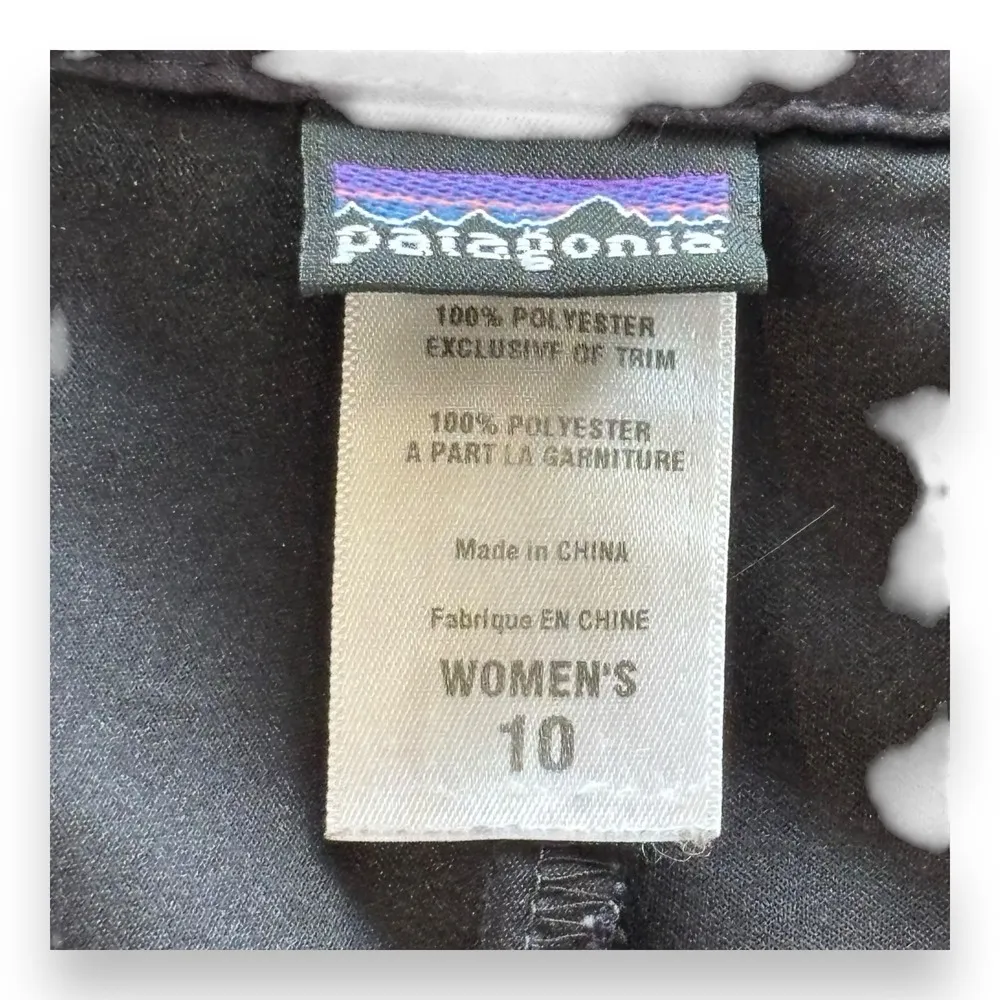 patagonia
100% POLYESTER
EXCLUSIVE OF TRIM
100% POLYESTER
A PART LA GARNITURE
Made in CHINA
Fabrique EN CHINE
WOMEN'S
10